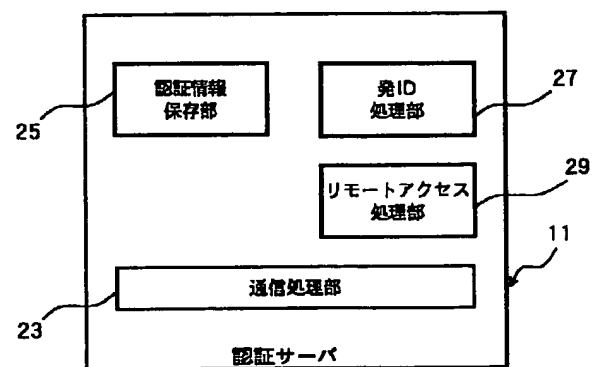 認証情報
保存部
25
発ID
処理部
27
リモートアクセス
処理部
29
11
通信処理部
23
認証サーバ